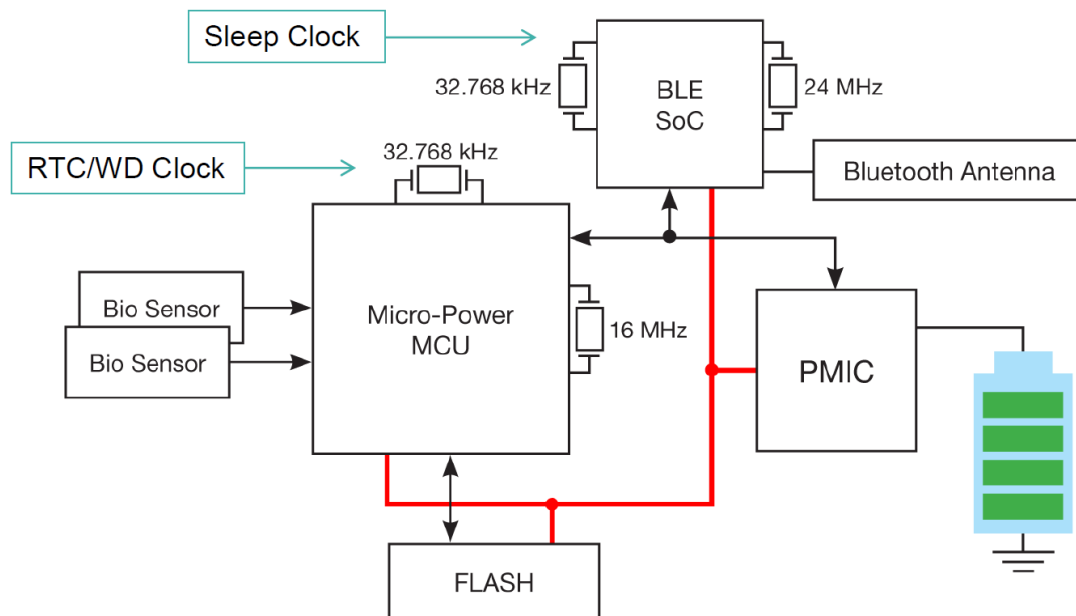 Sleep Clock
32.768 kHz
BLE
SoC
24 MHz
RTC/WD Clock
32.768 kHz
Bluetooth Antenna
Bio Sensor
Bio Sensor
Micro-Power
MCU
16 MHz
PMIC
FLASH